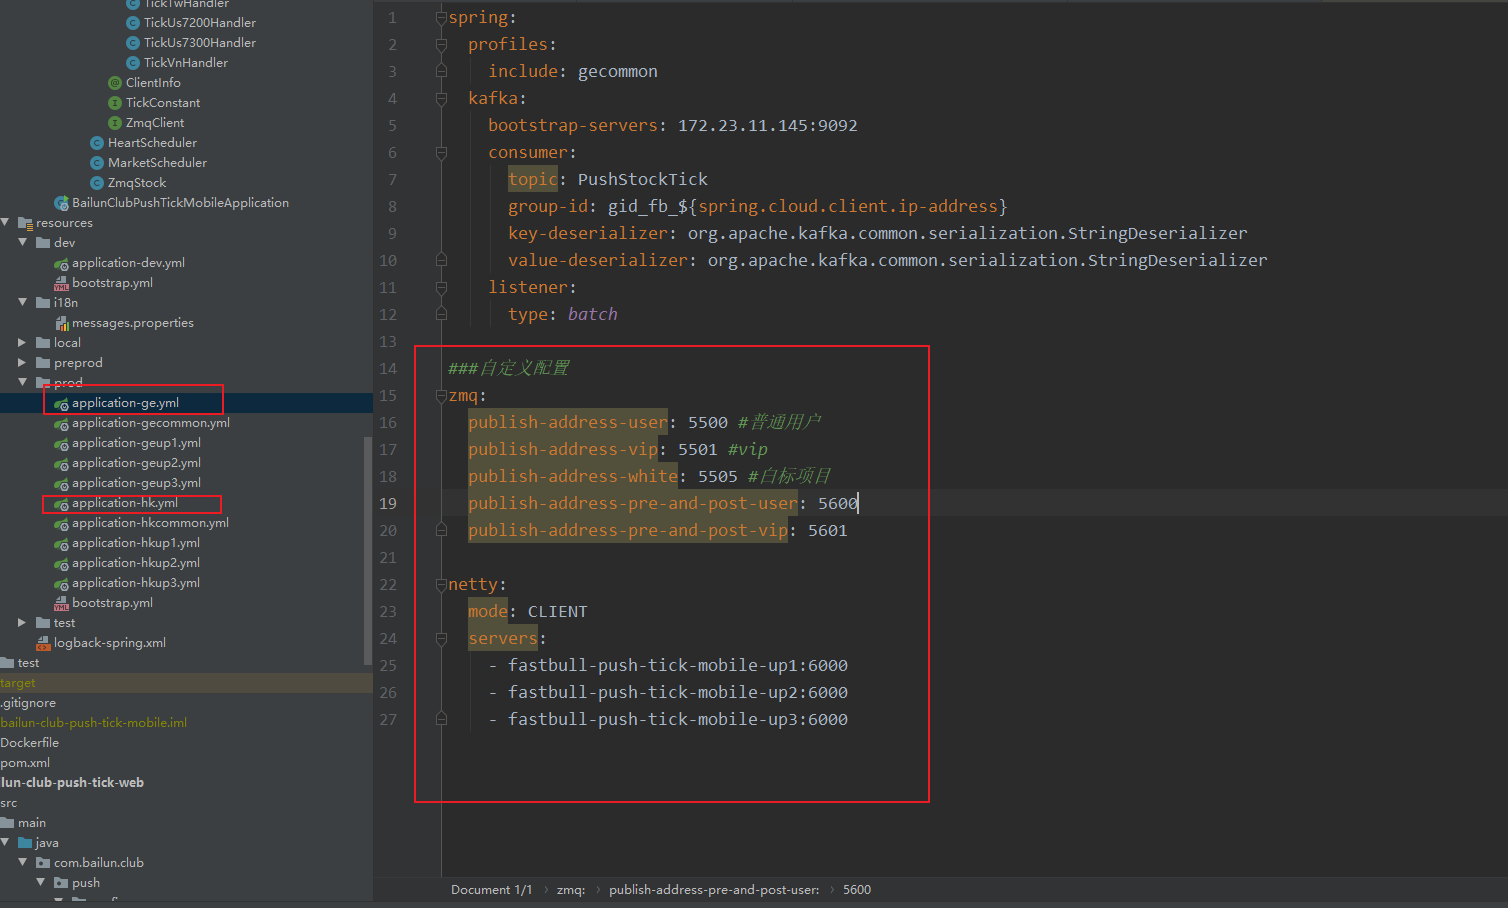 TickTwHandler
TickUs7200Handler
TickUs7300Handler
TickVnHandler
ClientInfo
TickConstant
ZmqClient
HeartScheduler
MarketScheduler
ZmqStock
BailunClubPushTickMobileApplication
resources
dev
application-dev.yml
bootstrap.yml
i18n
messages.properties
local
preprod
prod
application-ge.yml
application-gecommon.yml
application-geup1.yml
application-geup2.yml
application-geup3.yml
application-hk.yml
application-hkcommon.yml
application-hkup1.yml
application-hkup2.yml
application-hkup3.yml
bootstrap.yml
test
logback-spring.xml
test
target
.gitignore
bailun-club-push-tick-mobile.iml
Dockerfile
pom.xml
lun-club-push-tick-web
src
main
java
com.bailun.club
push
1 spring:
2 profiles:
3 include: gecommon
4 kafka:
5 bootstrap-servers: 172.23.11.145:9092
6 consumer:
7 topic: PushStockTick
8 group-id: gid_fb_${spring.cloud.client.ip-address}
9 key-deserializer: org.apache.kafka.common.serialization.StringDeserializer
10 value-deserializer: org.apache.kafka.common.serialization.StringDeserializer
11 listener:
12 type: batch
13
14 ###自定义配置
15 zmq:
16 publish-address-user: 5500 #普通用户
17 publish-address-vip: 5501 #vip
18 publish-address-white: 5505 #白标项目
19 publish-address-pre-and-post-user: 5600
20 publish-address-pre-and-post-vip: 5601
21
22 netty:
23 mode: CLIENT
24 servers:
25 - fastbull-push-tick-mobile-up1:6000
26 - fastbull-push-tick-mobile-up2:6000
27 - fastbull-push-tick-mobile-up3:6000
Document 1/1 › zmq: › publish-address-pre-and-post-user: › 5600